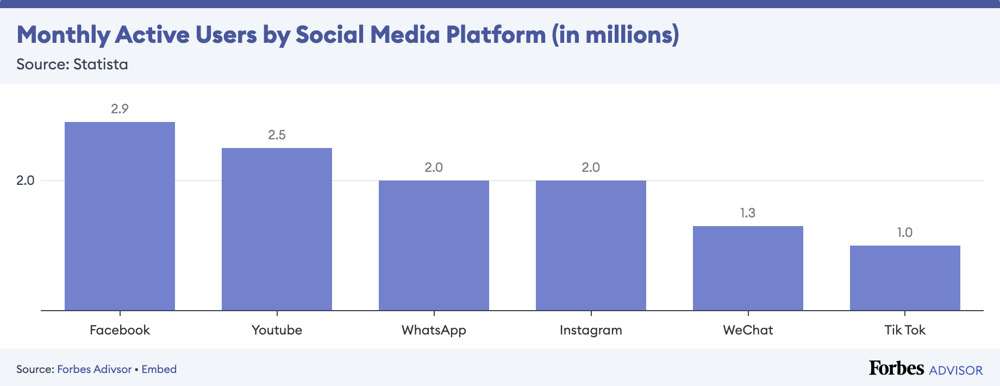 Monthly Active Users by Social Media Platform (in millions)
Source: Statista
2.9
2.5
2.0
2.0
1.3
1.0
2.0
Facebook
Youtube
WhatsApp
Instagram
WeChat
Tik Tok
Source: Forbes Adivsor • Embed
Forbes ADVISOR